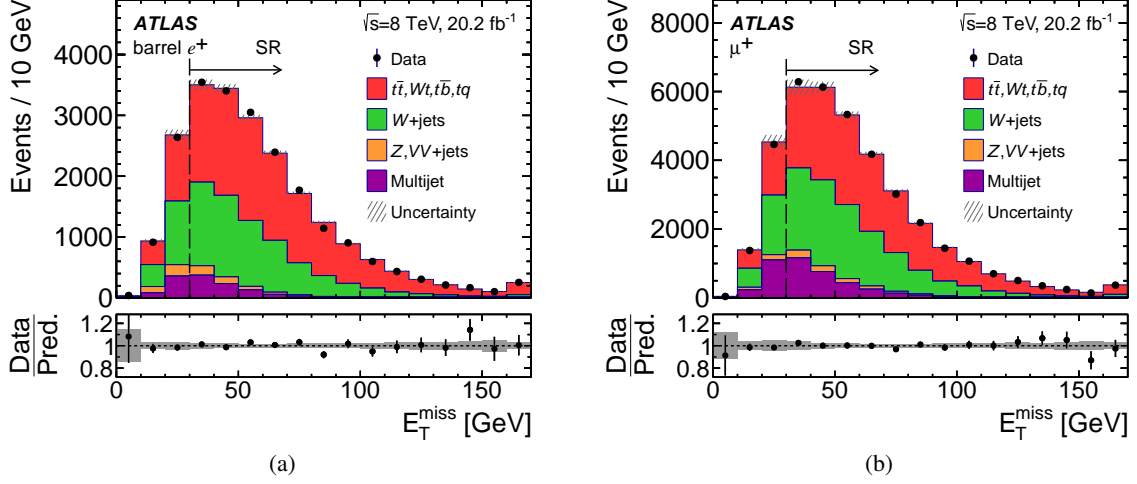 ATLAS
barrel e⁺
√s=8 TeV, 20.2 fb⁻¹
SR
Data
tt̄,Wt,tb̄,tq
W+jets
Z,VV+jets
Multijet
Uncertainty
Events / 10 GeV
4000
3000
2000
1000
0
Data
Pred.
1.2
1
0.8
0 50 100 150
E_T^miss [GeV]
(a)
ATLAS
μ⁺
√s=8 TeV, 20.2 fb⁻¹
SR
Data
tt̄,Wt,tb̄,tq
W+jets
Z,VV+jets
Multijet
Uncertainty
Events / 10 GeV
8000
6000
4000
2000
0
Data
Pred.
1.2
1
0.8
0 50 100 150
E_T^miss [GeV]
(b)